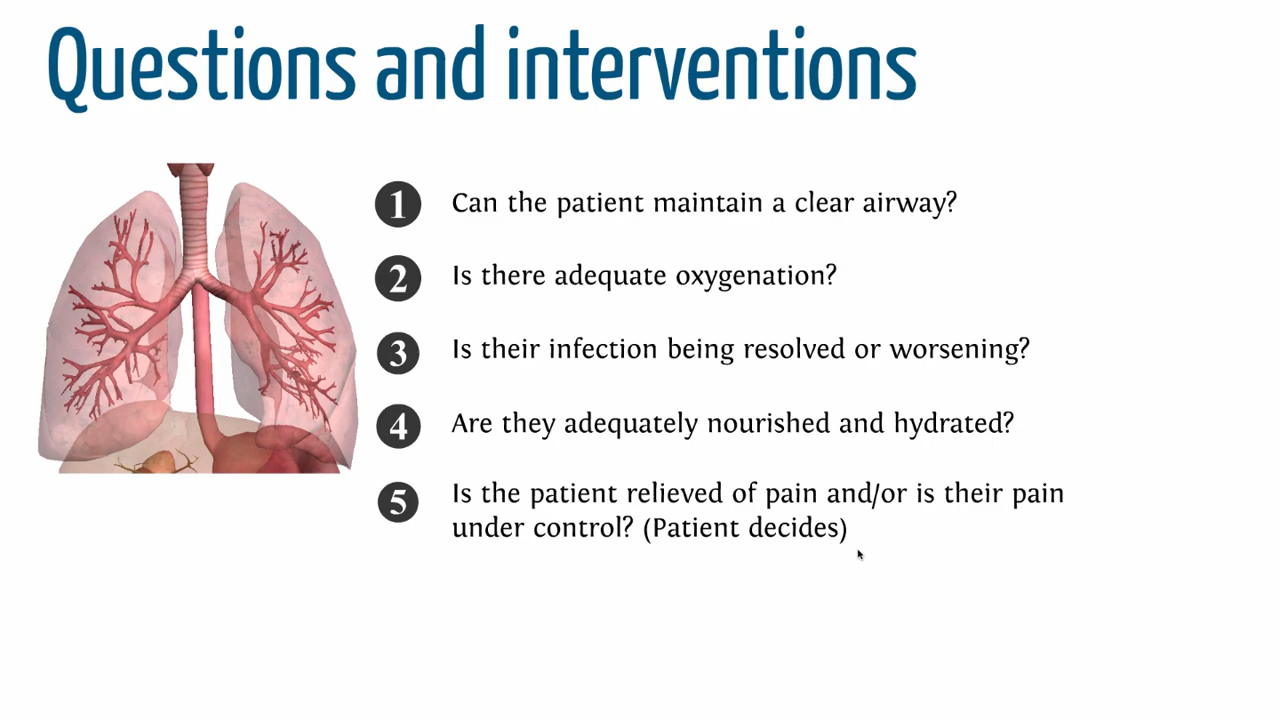 Questions and interventions
1 Can the patient maintain a clear airway?
2 Is there adequate oxygenation?
3 Is their infection being resolved or worsening?
4 Are they adequately nourished and hydrated?
5 Is the patient relieved of pain and/or is their pain
under control? (Patient decides)